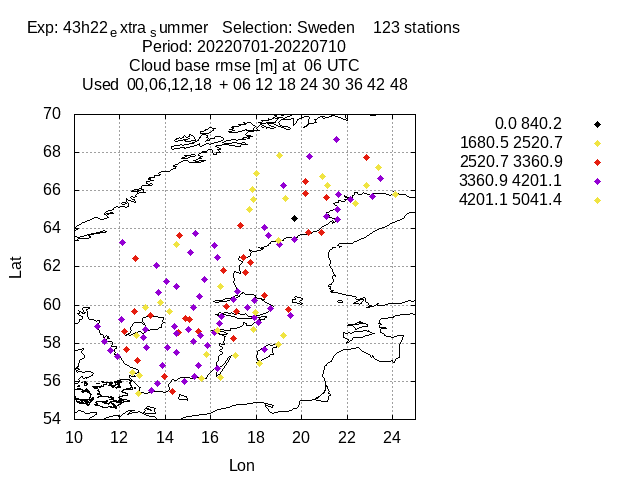 Exp: 43h22 e xtra s ummer   Selection: Sweden    123 stations
Period: 20220701-20220710
Cloud base rmse [m] at  06 UTC
Used  00,06,12,18  + 06 12 18 24 30 36 42 48
0.0 840.2
1680.5 2520.7
2520.7 3360.9
3360.9 4201.1
4201.1 5041.4
70
68
66
64
62
60
58
56
54
Lat
10 12 14 16 18 20 22 24
Lon